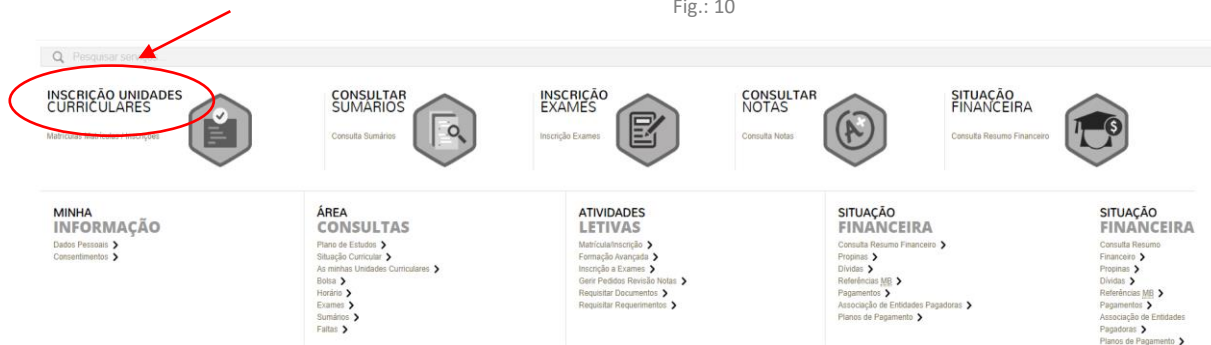 Fig.: 10
Pesquisar serviço
INSCRIÇÃO UNIDADES
CURRICULARES
Matrículas Matrículas / Inscrições
CONSULTAR
SUMÁRIOS
Consulta Sumários
INSCRIÇÃO
EXAMES
Inscrição Exames
CONSULTAR
NOTAS
Consulta Notas
SITUAÇÃO
FINANCEIRA
Consulta Resumo Financeiro
MINHA
INFORMAÇÃO
Dados Pessoais
Consentimentos
ÁREA
CONSULTAS
Plano de Estudos
Situação Curricular
As minhas Unidades Curriculares
Bolsa
Horário
Exames
Sumários
Faltas
ATIVIDADES
LETIVAS
Matrícula/Inscrição
Formação Avançada
Inscrição a Exames
Gerir Pedidos Revisão Notas
Requisitar Documentos
Requisitar Requerimentos
SITUAÇÃO
FINANCEIRA
Consulta Resumo Financeiro
Propinas
Dívidas
Referências MB
Pagamentos
Associação de Entidades Pagadoras
Planos de Pagamento
SITUAÇÃO
FINANCEIRA
Consulta Resumo
Financeiro
Propinas
Dívidas
Referências MB
Pagamentos
Associação de Entidades
Pagadoras
Planos de Pagamento